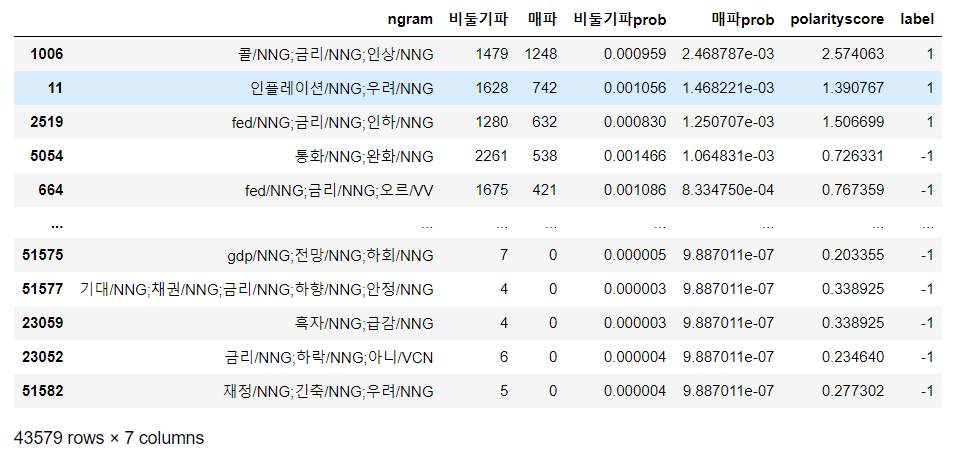 ngram 비둘기파 매파 비둘기파prob 매파prob polarityscore label
1006 콜/NNG;금리/NNG;인상/NNG 1479 1248 0.000959 2.468787e-03 2.574063 1
11 인플레이션/NNG;우려/NNG 1628 742 0.001056 1.468221e-03 1.390767 1
2519 fed/NNG;금리/NNG;인하/NNG 1280 632 0.000830 1.250707e-03 1.506699 1
5054 통화/NNG;완화/NNG 2261 538 0.001466 1.064831e-03 0.726331 -1
664 fed/NNG;금리/NNG;오르/VV 1675 421 0.001086 8.334750e-04 0.767359 -1
... ... ... ... ... ... ... ...
51575 gdp/NNG;전망/NNG;하회/NNG 7 0 0.000005 9.887011e-07 0.203355 -1
51577 기대/NNG;채권/NNG;금리/NNG;하향/NNG;안정/NNG 4 0 0.000003 9.887011e-07 0.338925 -1
23059 흑자/NNG;급감/NNG 4 0 0.000003 9.887011e-07 0.338925 -1
23052 금리/NNG;하락/NNG;아니/VCN 6 0 0.000004 9.887011e-07 0.234640 -1
51582 재정/NNG;긴축/NNG;우려/NNG 5 0 0.000004 9.887011e-07 0.277302 -1
43579 rows × 7 columns